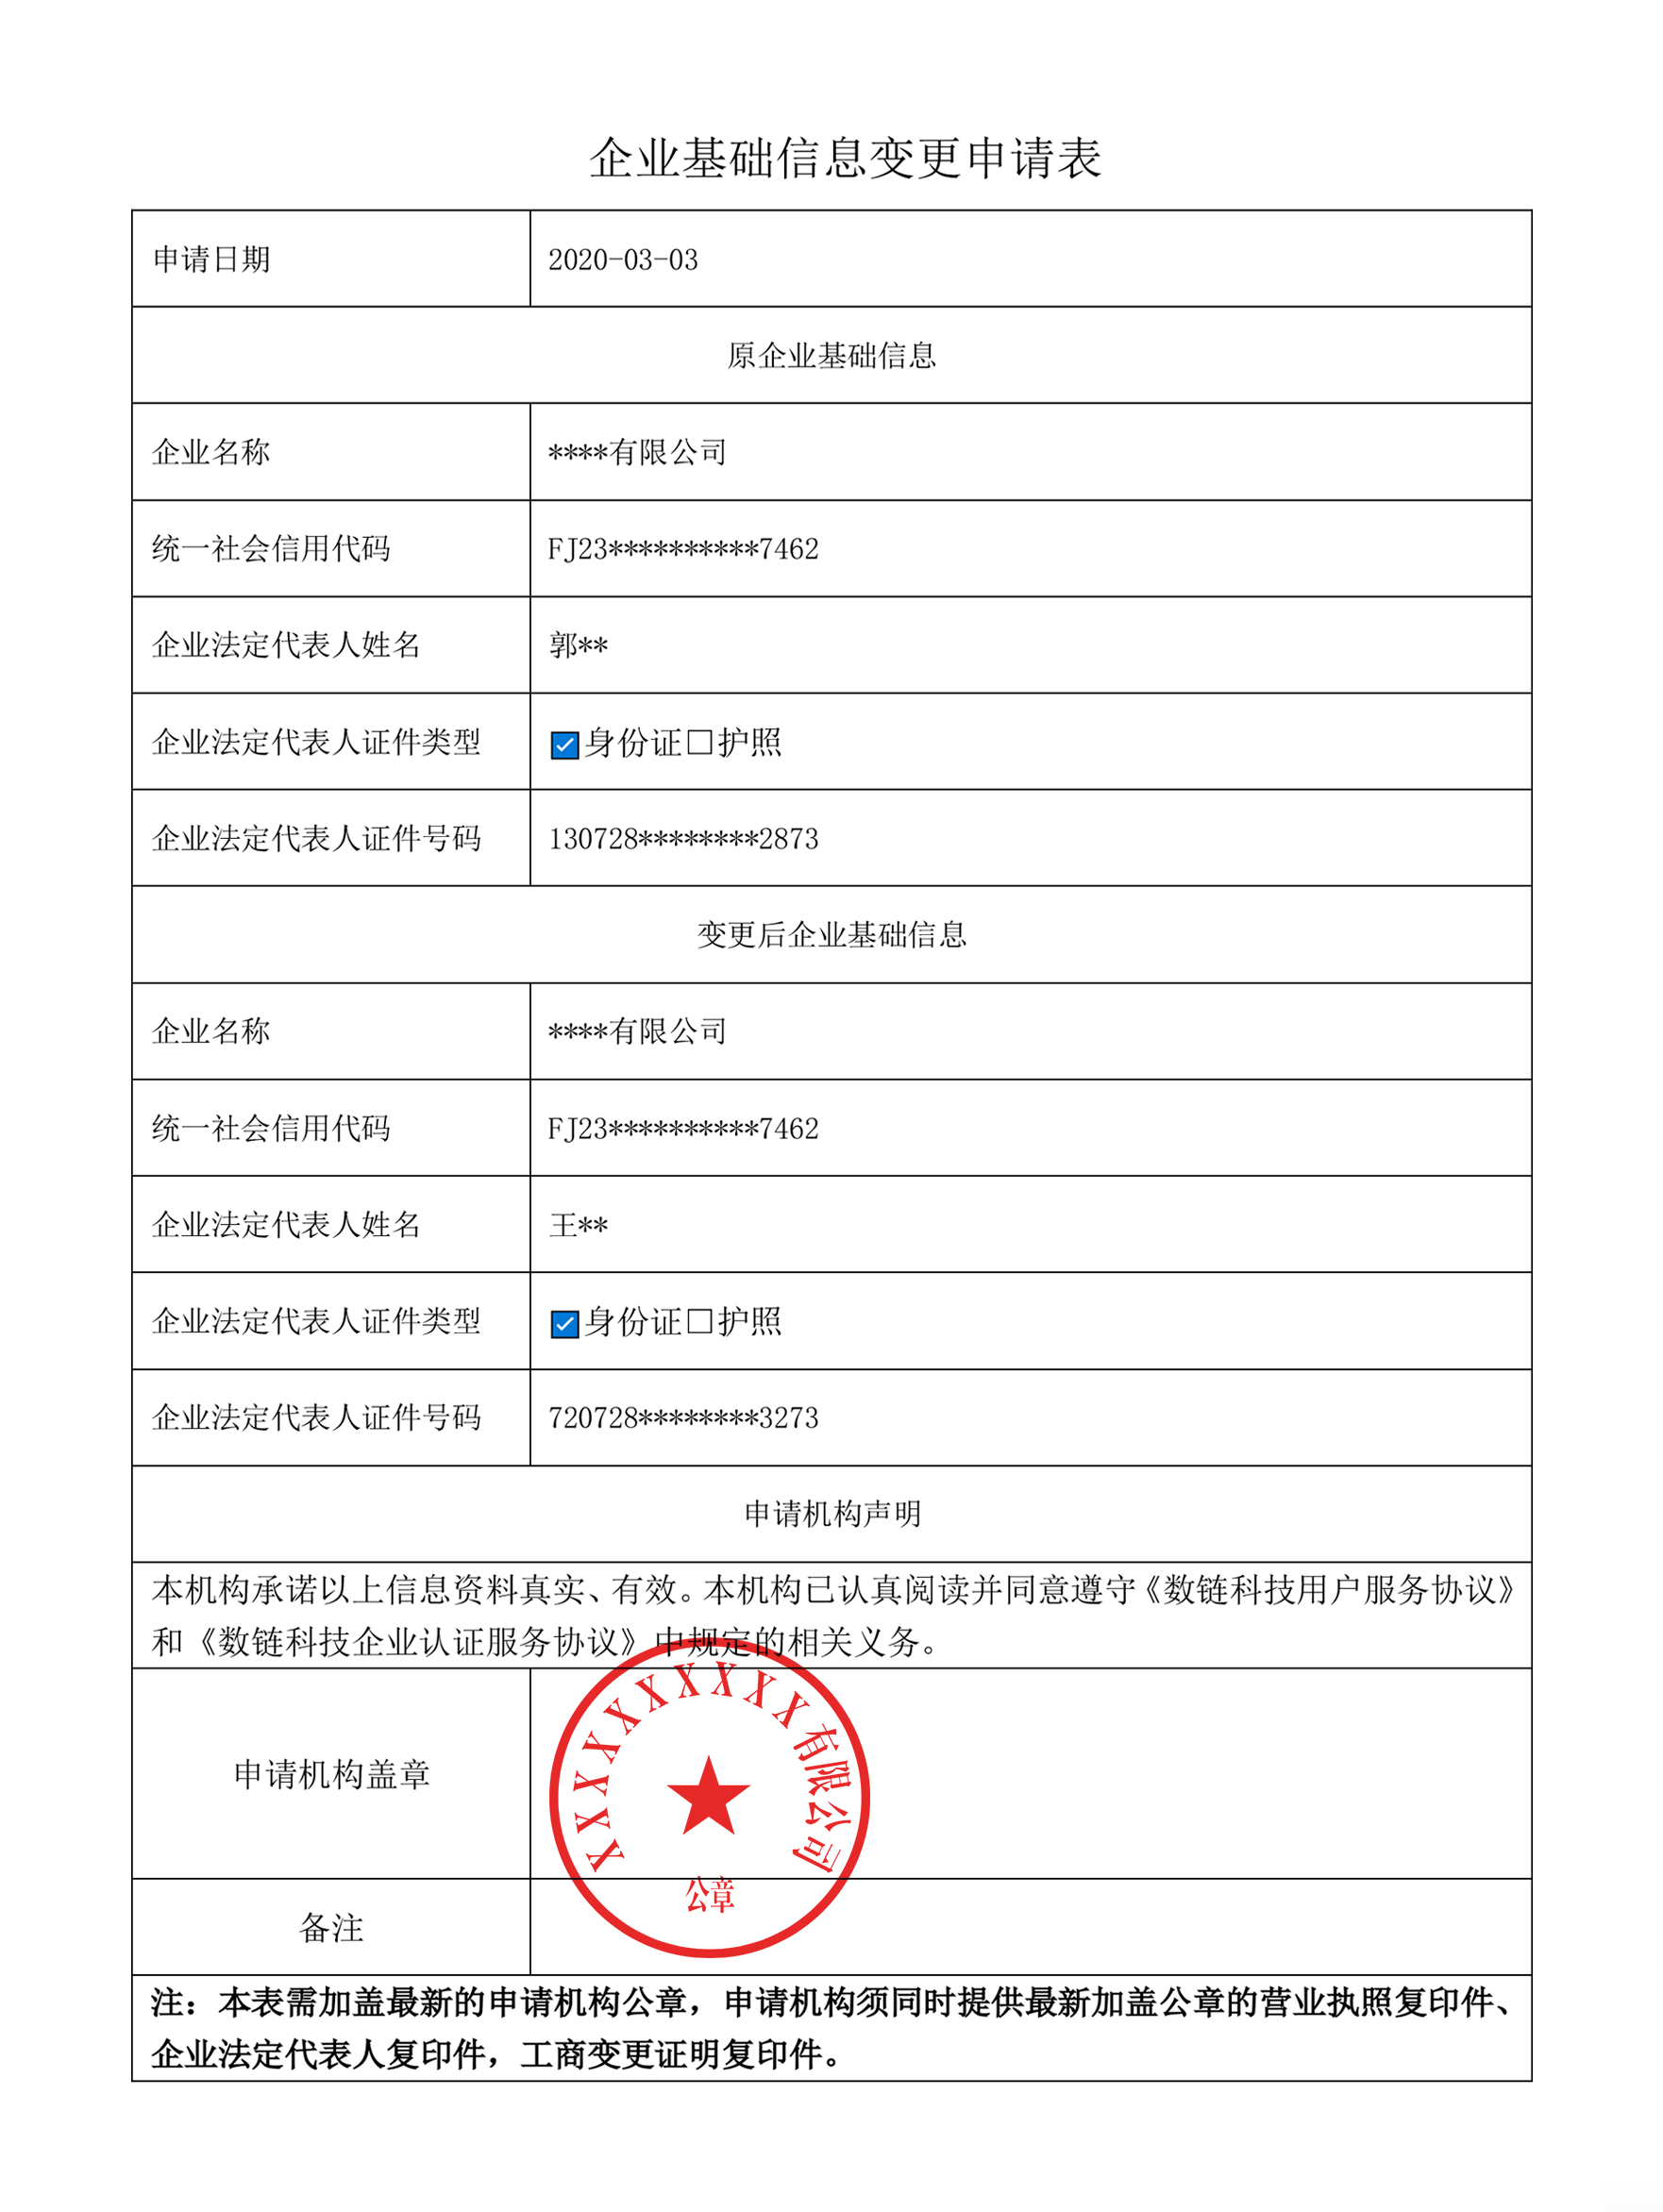 企业基础信息变更申请表
申请日期 2020-03-03
原企业基础信息
企业名称 ****有限公司
统一社会信用代码 FJ23**********7462
企业法定代表人姓名 郭**
企业法定代表人证件类型 ☑身份证☐护照
企业法定代表人证件号码 130728********2873
变更后企业基础信息
企业名称 ****有限公司
统一社会信用代码 FJ23**********7462
企业法定代表人姓名 王**
企业法定代表人证件类型 ☑身份证☐护照
企业法定代表人证件号码 720728********3273
申请机构声明
本机构承诺以上信息资料真实、有效。本机构已认真阅读并同意遵守《数链科技用户服务协议》
和《数链科技企业认证服务协议》中规定的相关义务。
申请机构盖章
XXXXXXXXXX有限公司
公章
备注
注：本表需加盖最新的申请机构公章，申请机构须同时提供最新加盖公章的营业执照复印件、
企业法定代表人复印件，工商变更证明复印件。